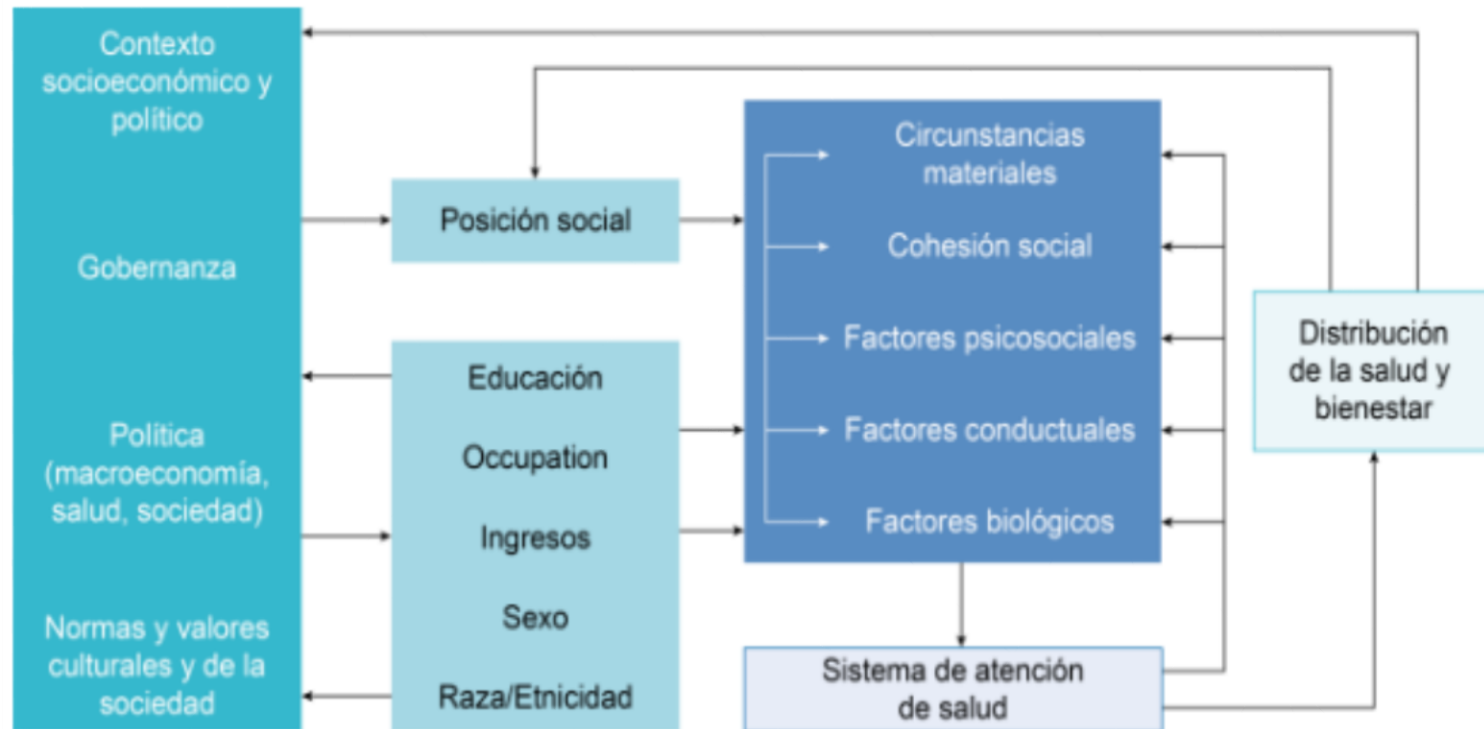 Contexto
socioeconómico y
político
Gobernanza
Política
(macroeconomía,
salud, sociedad)
Normas y valores
culturales y de la
sociedad
Posición social
Educación
Occupation
Ingresos
Sexo
Raza/Etnicidad
Circunstancias
materiales
Cohesión social
Factores psicosociales
Factores conductuales
Factores biológicos
Sistema de atención
de salud
Distribución
de la salud y
bienestar